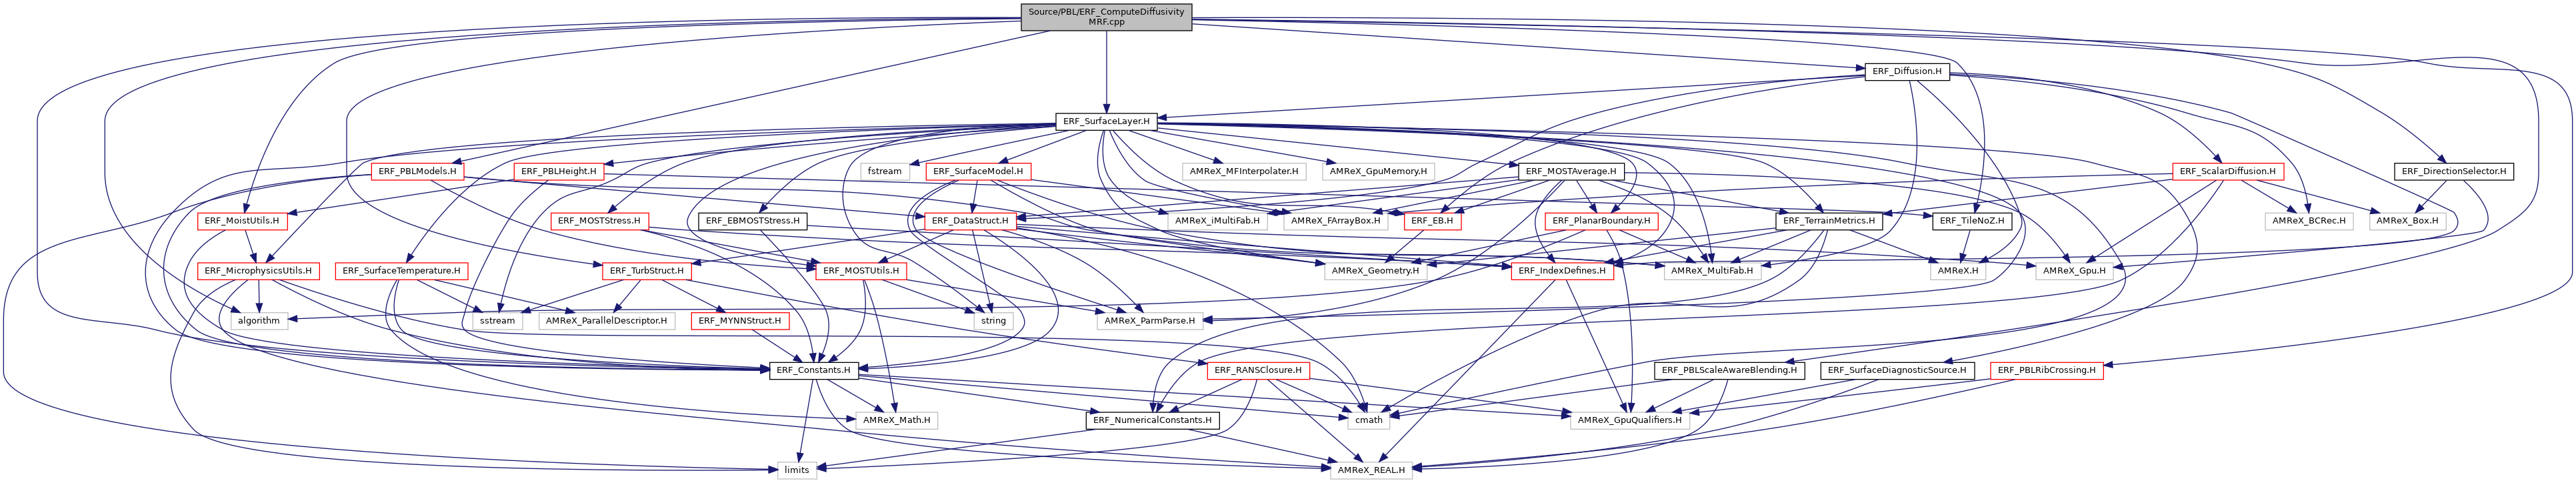 Source/PBL/ERF_ComputeDiffusivity
MRF.cpp
ERF_Diffusion.H
ERF_SurfaceLayer.H
ERF_PBLModels.H
ERF_PBLHeight.H
fstream
ERF_SurfaceModel.H
AMReX_MFInterpolater.H
AMReX_GpuMemory.H
ERF_MOSTAverage.H
ERF_ScalarDiffusion.H
ERF_DirectionSelector.H
ERF_MoistUtils.H
ERF_MOSTStress.H
ERF_EBMOSTStress.H
ERF_DataStruct.H
AMReX_iMultiFab.H
AMReX_FArrayBox.H
ERF_EB.H
ERF_PlanarBoundary.H
ERF_TerrainMetrics.H
ERF_TileNoZ.H
AMReX_BCRec.H
AMReX_Box.H
ERF_MicrophysicsUtils.H
ERF_SurfaceTemperature.H
ERF_TurbStruct.H
ERF_MOSTUtils.H
AMReX_Geometry.H
ERF_IndexDefines.H
AMReX_MultiFab.H
AMReX.H
AMReX_Gpu.H
algorithm
sstream
AMReX_ParallelDescriptor.H
ERF_MYNNStruct.H
string
AMReX_ParmParse.H
ERF_Constants.H
ERF_RANSClosure.H
ERF_PBLScaleAwareBlending.H
ERF_SurfaceDiagnosticSource.H
ERF_PBLRibCrossing.H
AMReX_Math.H
ERF_NumericalConstants.H
cmath
AMReX_GpuQualifiers.H
limits
AMReX_REAL.H